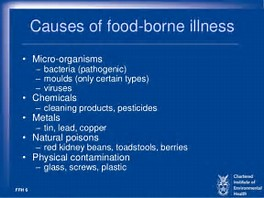 Causes of food-borne illness
• Micro-organisms
– bacteria (pathogenic)
– moulds (only certain types)
– viruses
• Chemicals
– cleaning products, pesticides
• Metals
– tin, lead, copper
• Natural poisons
– red kidney beans, toadstools, berries
• Physical contamination
– glass, screws, plastic
FFH 6
Chartered
Institute of
Environmental
Health